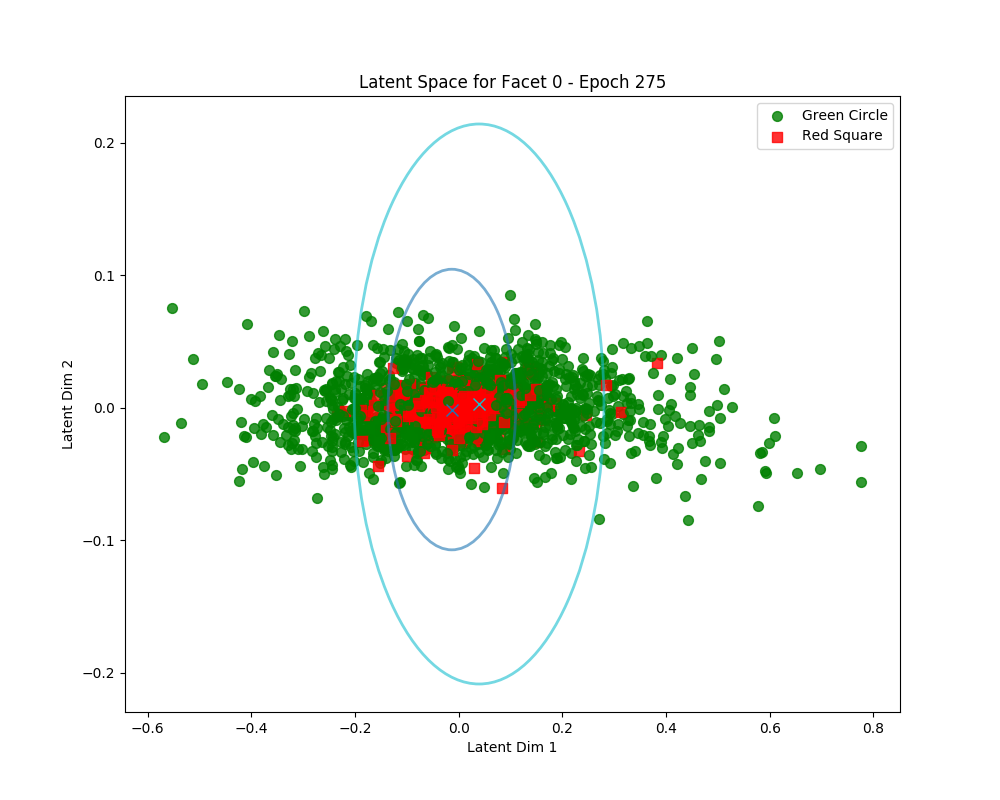 Latent Space for Facet 0 - Epoch 275
Green Circle
Red Square
0.2
0.1
0.0
−0.1
−0.2
Latent Dim 2
−0.6
−0.4
−0.2
0.0
0.2
0.4
0.6
0.8
Latent Dim 1